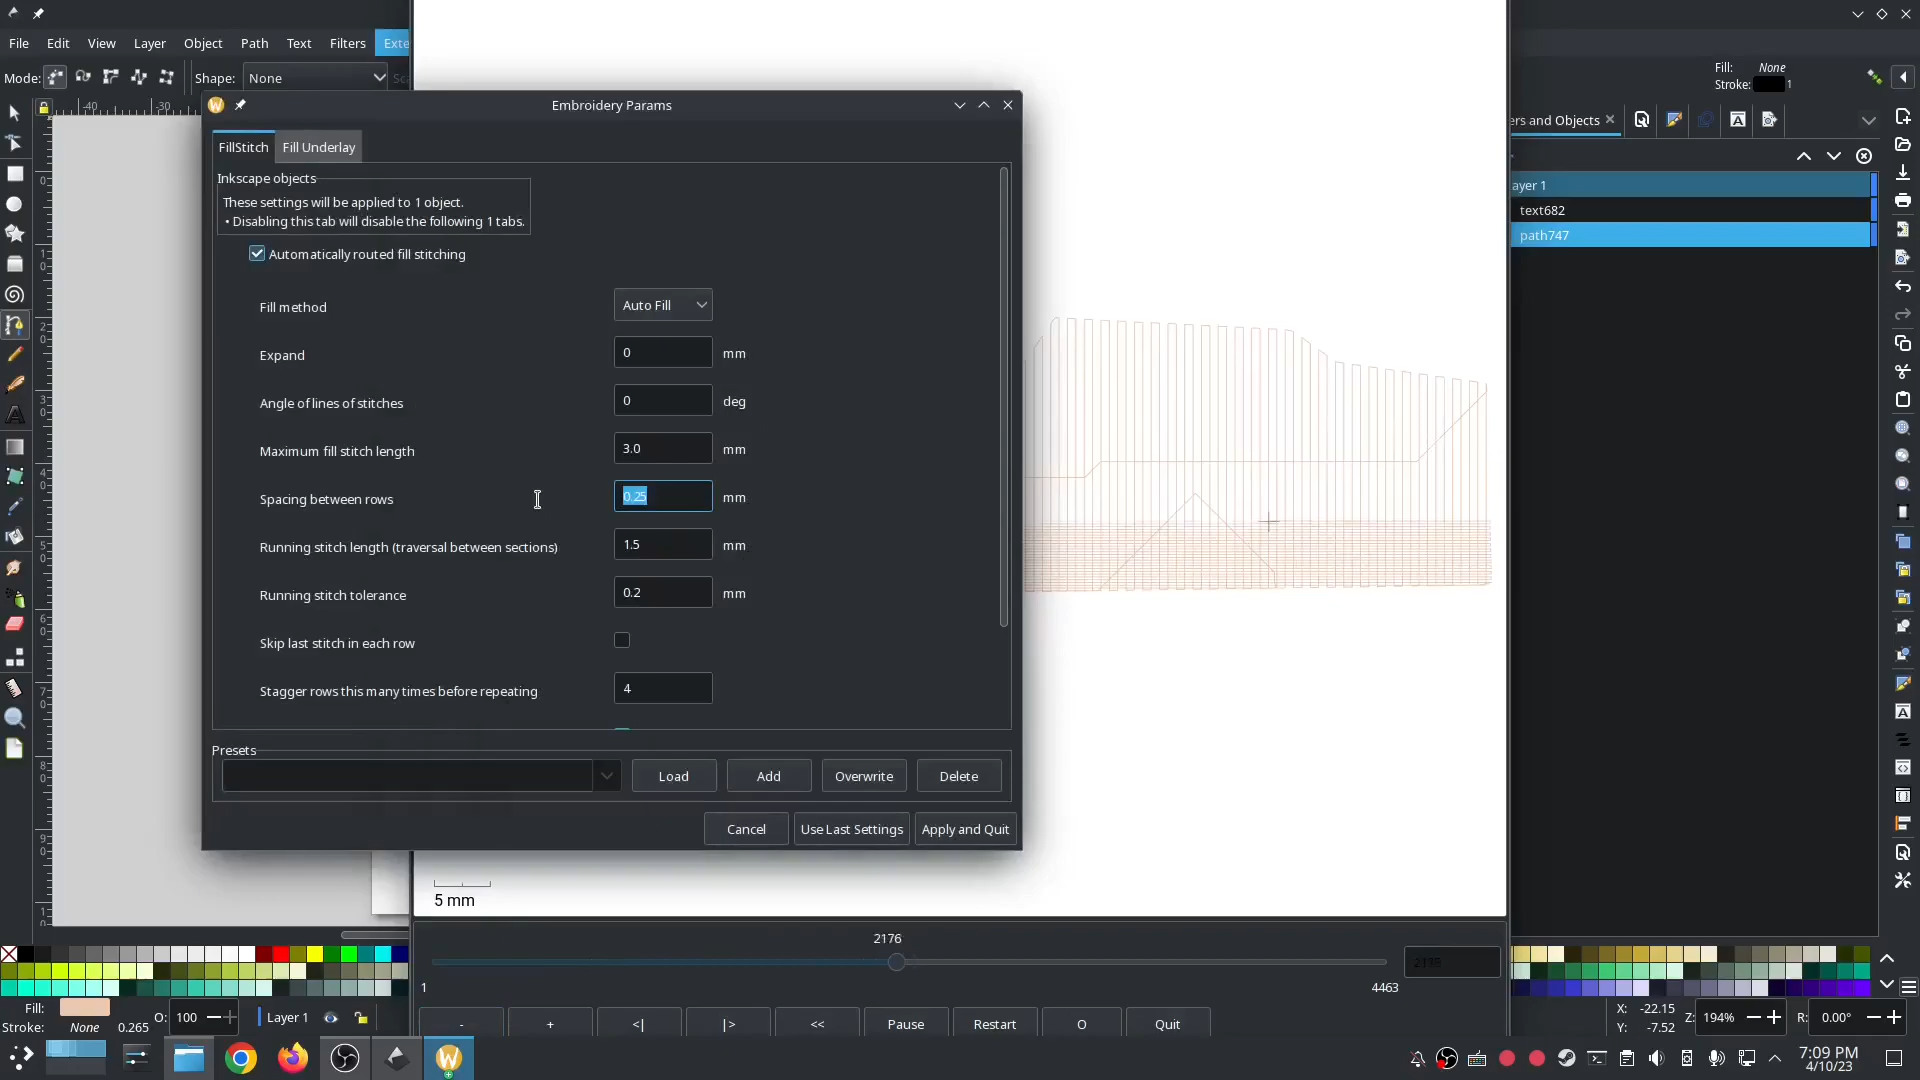 File Edit View Layer Object Path Text Filters Exte
Mode: Shape: None
Fill: None
Stroke: 1
Embroidery Params
FillStitch Fill Underlay
Inkscape objects
These settings will be applied to 1 object.
• Disabling this tab will disable the following 1 tabs.
Automatically routed fill stitching
Fill method Auto Fill
Expand 0 mm
Angle of lines of stitches 0 deg
Maximum fill stitch length 3.0 mm
Spacing between rows 0.25 mm
Running stitch length (traversal between sections) 1.5 mm
Running stitch tolerance 0.2 mm
Skip last stitch in each row
Stagger rows this many times before repeating 4
Presets
Load Add Overwrite Delete
Cancel Use Last Settings Apply and Quit
ers and Objects
ayer 1
text682
path747
5 mm
2176
1 4463
- + <| |> << Pause Restart O Quit
Fill:
Stroke: None 0.265
O: 100
Layer 1
X: -22.15
Y: -7.52
Z: 194%
R: 0.00°
7:09 PM
4/10/23